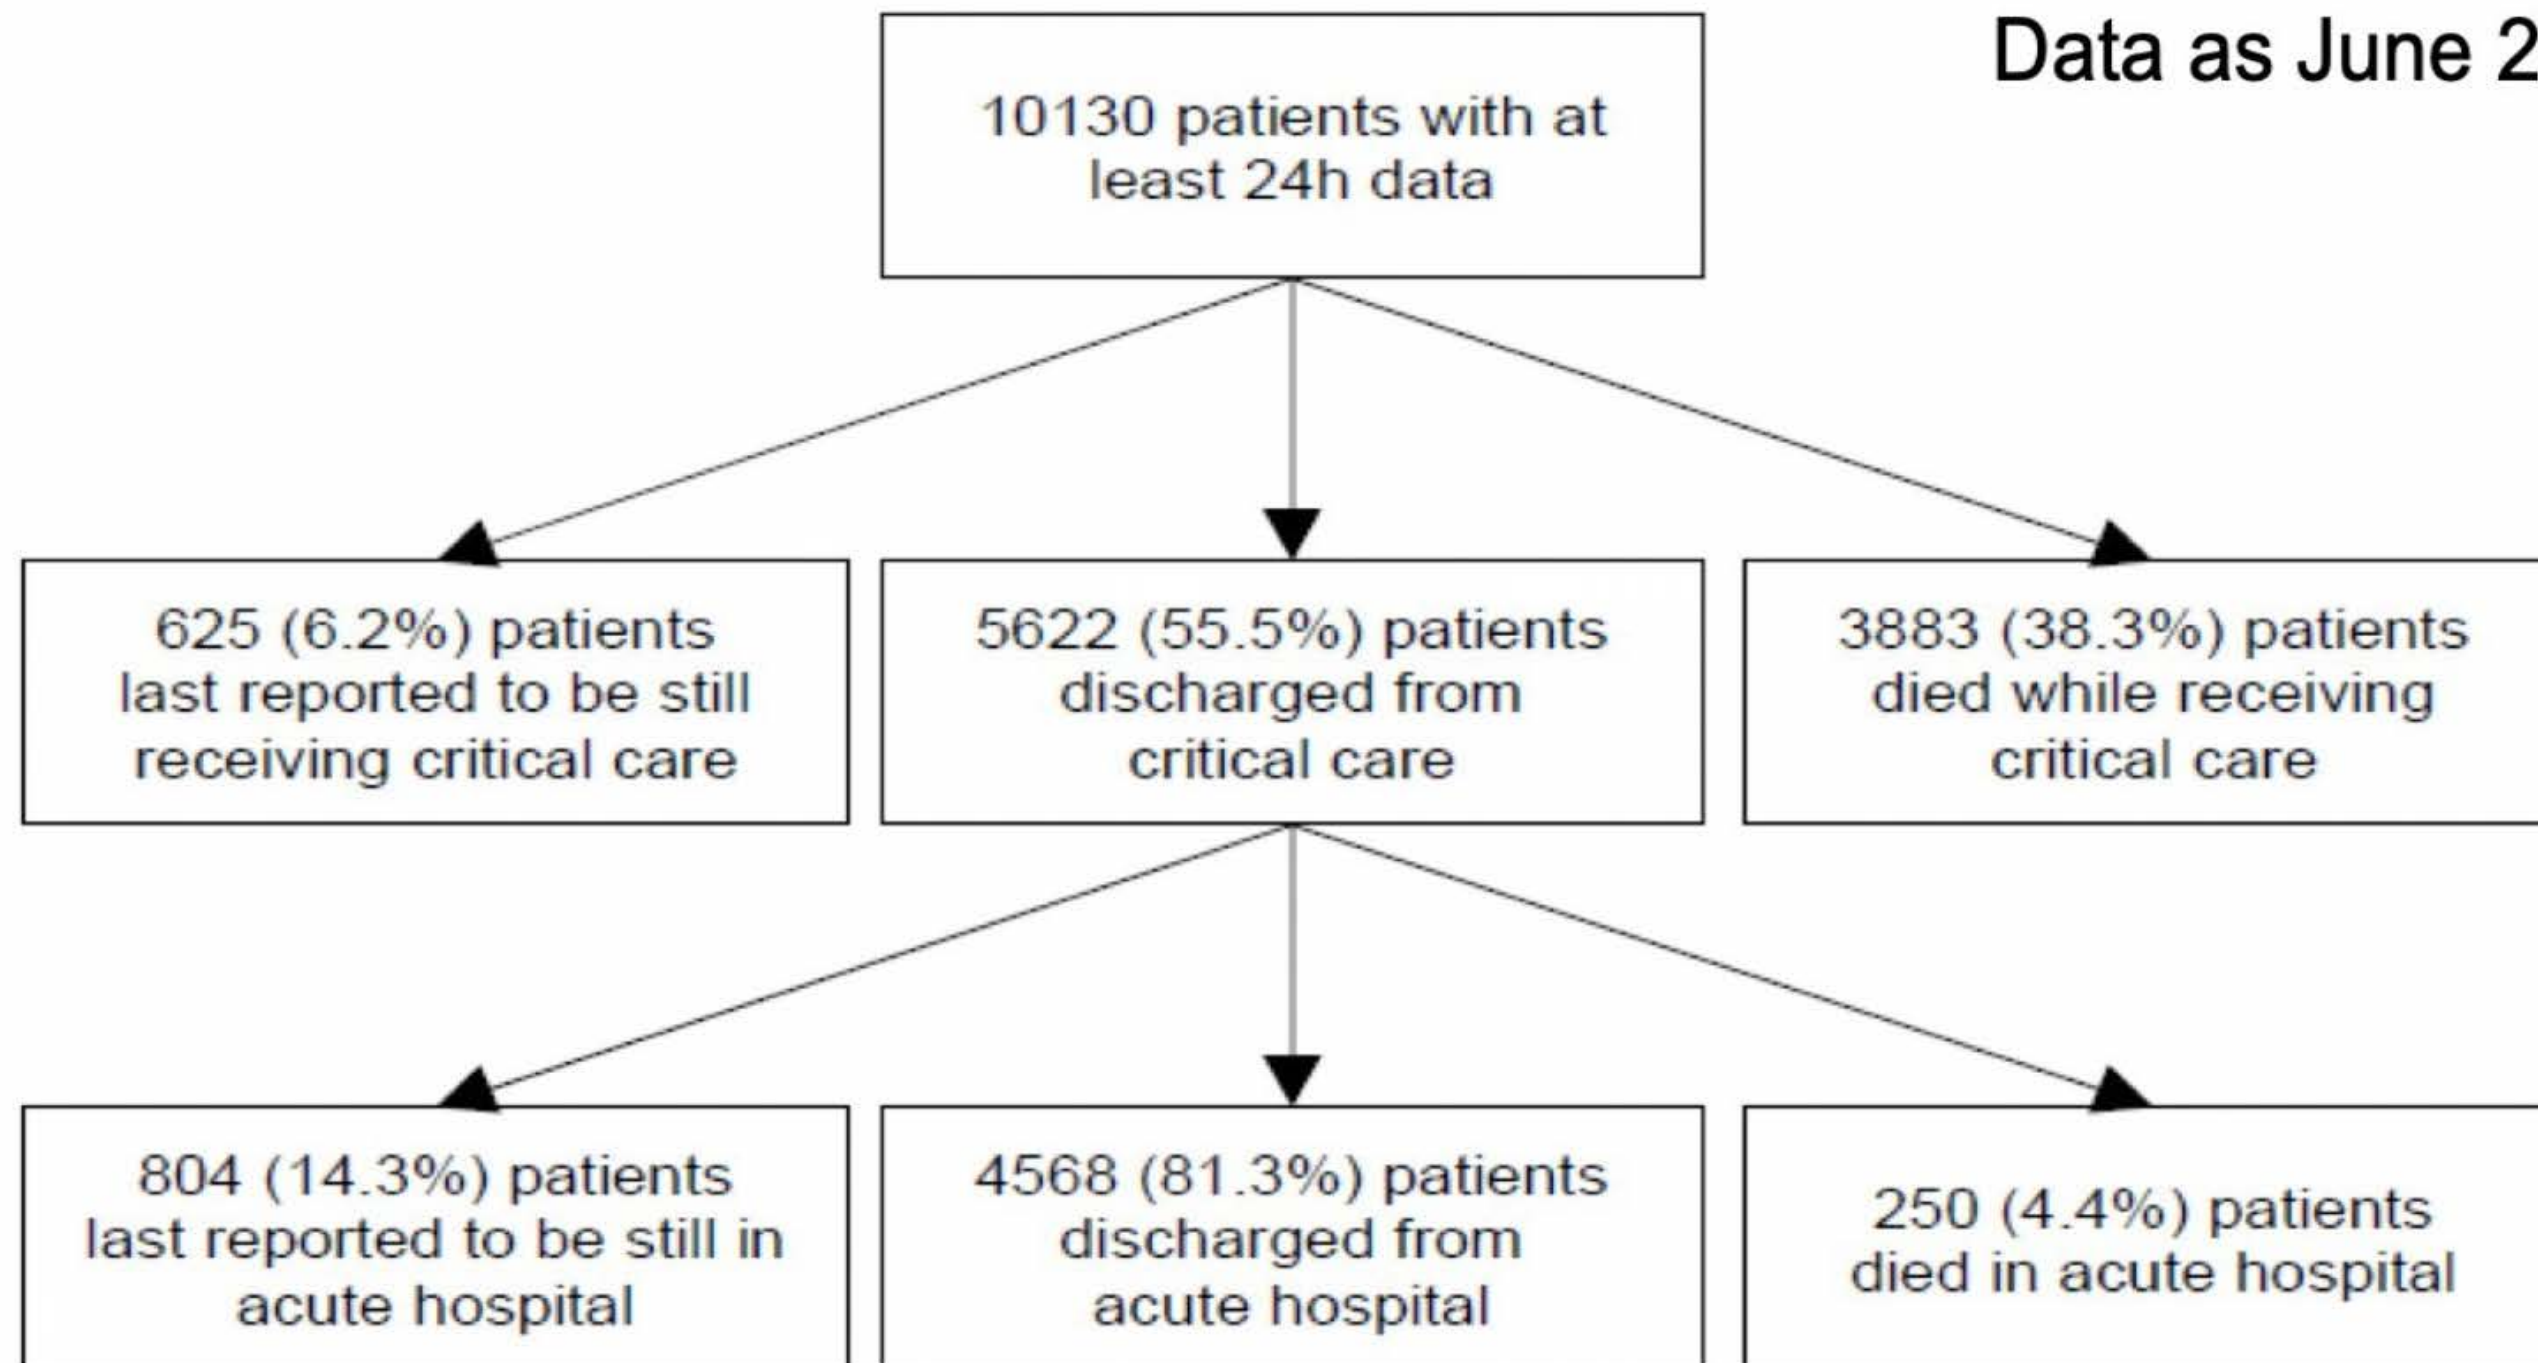 Data as June 2
10130 patients with at
least 24h data
625 (6.2%) patients
last reported to be still
receiving critical care
5622 (55.5%) patients
discharged from
critical care
3883 (38.3%) patients
died while receiving
critical care
804 (14.3%) patients
last reported to be still in
acute hospital
4568 (81.3%) patients
discharged from
acute hospital
250 (4.4%) patients
died in acute hospital